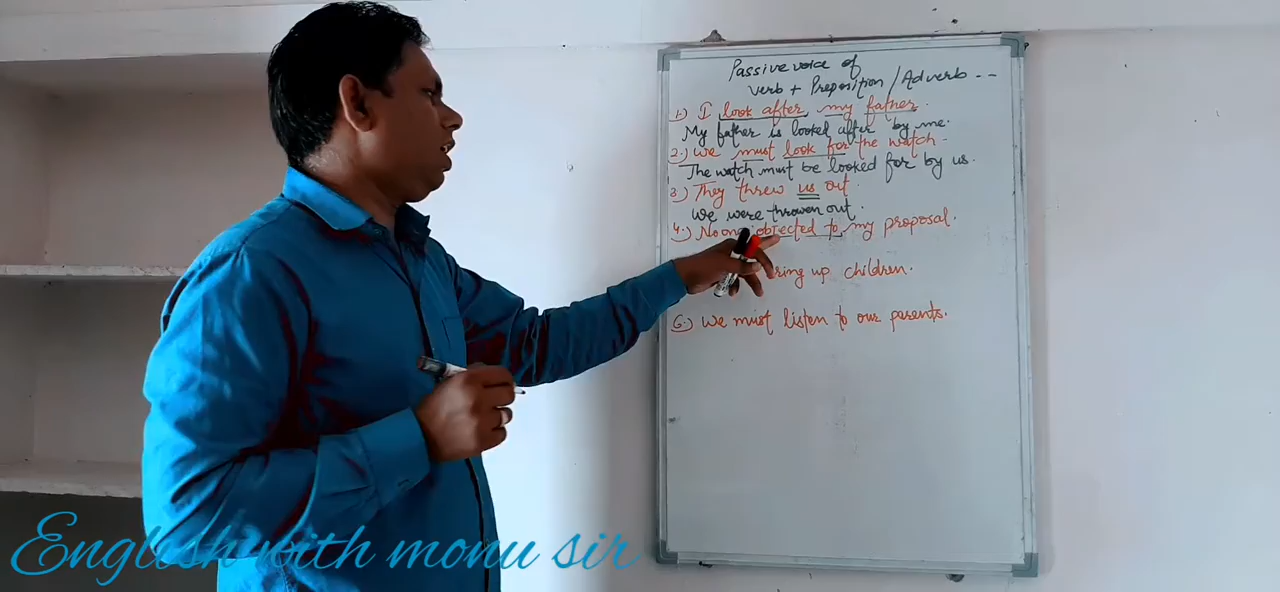 Passive voice of
Verb + Preposition / Adverb --
1.) I look after my father.
My father is looked after by me.
2.) We must look for the watch.
The watch must be looked for by us.
3.) They threw us out.
We were throwen out.
4.) No one objected to my proposal.
up children.
6.) We must listen to our parents.
English with monu sir